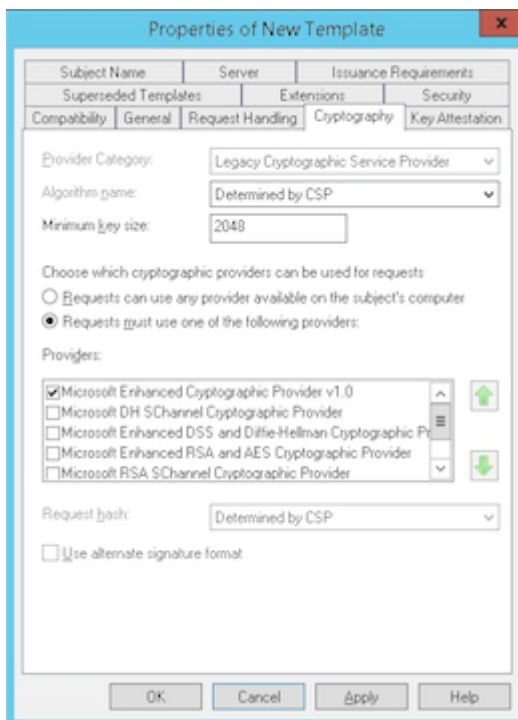 Properties of New Template
x
Subject Name Server Issuance Requirements
Superseded Templates Extensions Security
Compatibility General Request Handling Cryptography Key Attestation
Provider Category: Legacy Cryptographic Service Provider
Algorithm name: Determined by CSP
Minimum key size: 2048
Choose which cryptographic providers can be used for requests
Requests can use any provider available on the subject's computer
Requests must use one of the following providers:
Providers:
Microsoft Enhanced Cryptographic Provider v1.0
Microsoft DH SChannel Cryptographic Provider
Microsoft Enhanced DSS and Diffie-Hellman Cryptographic Pr
Microsoft Enhanced RSA and AES Cryptographic Provider
Microsoft RSA SChannel Cryptographic Provider
Request hash: Determined by CSP
Use alternate signature format
OK Cancel Apply Help